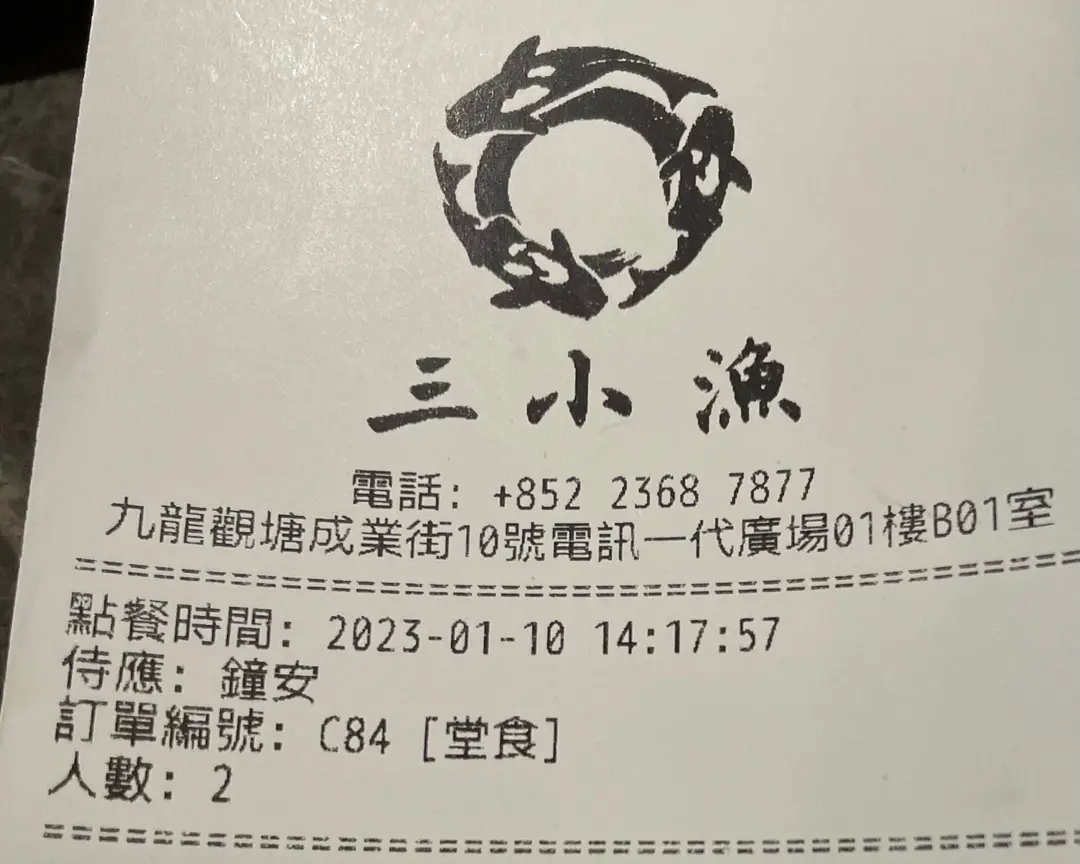 三小漁
電話: +852 2368 7877
九龍觀塘成業街10號電訊一代廣場01樓B01室
點餐時間: 2023-01-10 14:17:57
侍應: 鐘安
訂單編號: C84 [堂食]
人數: 2